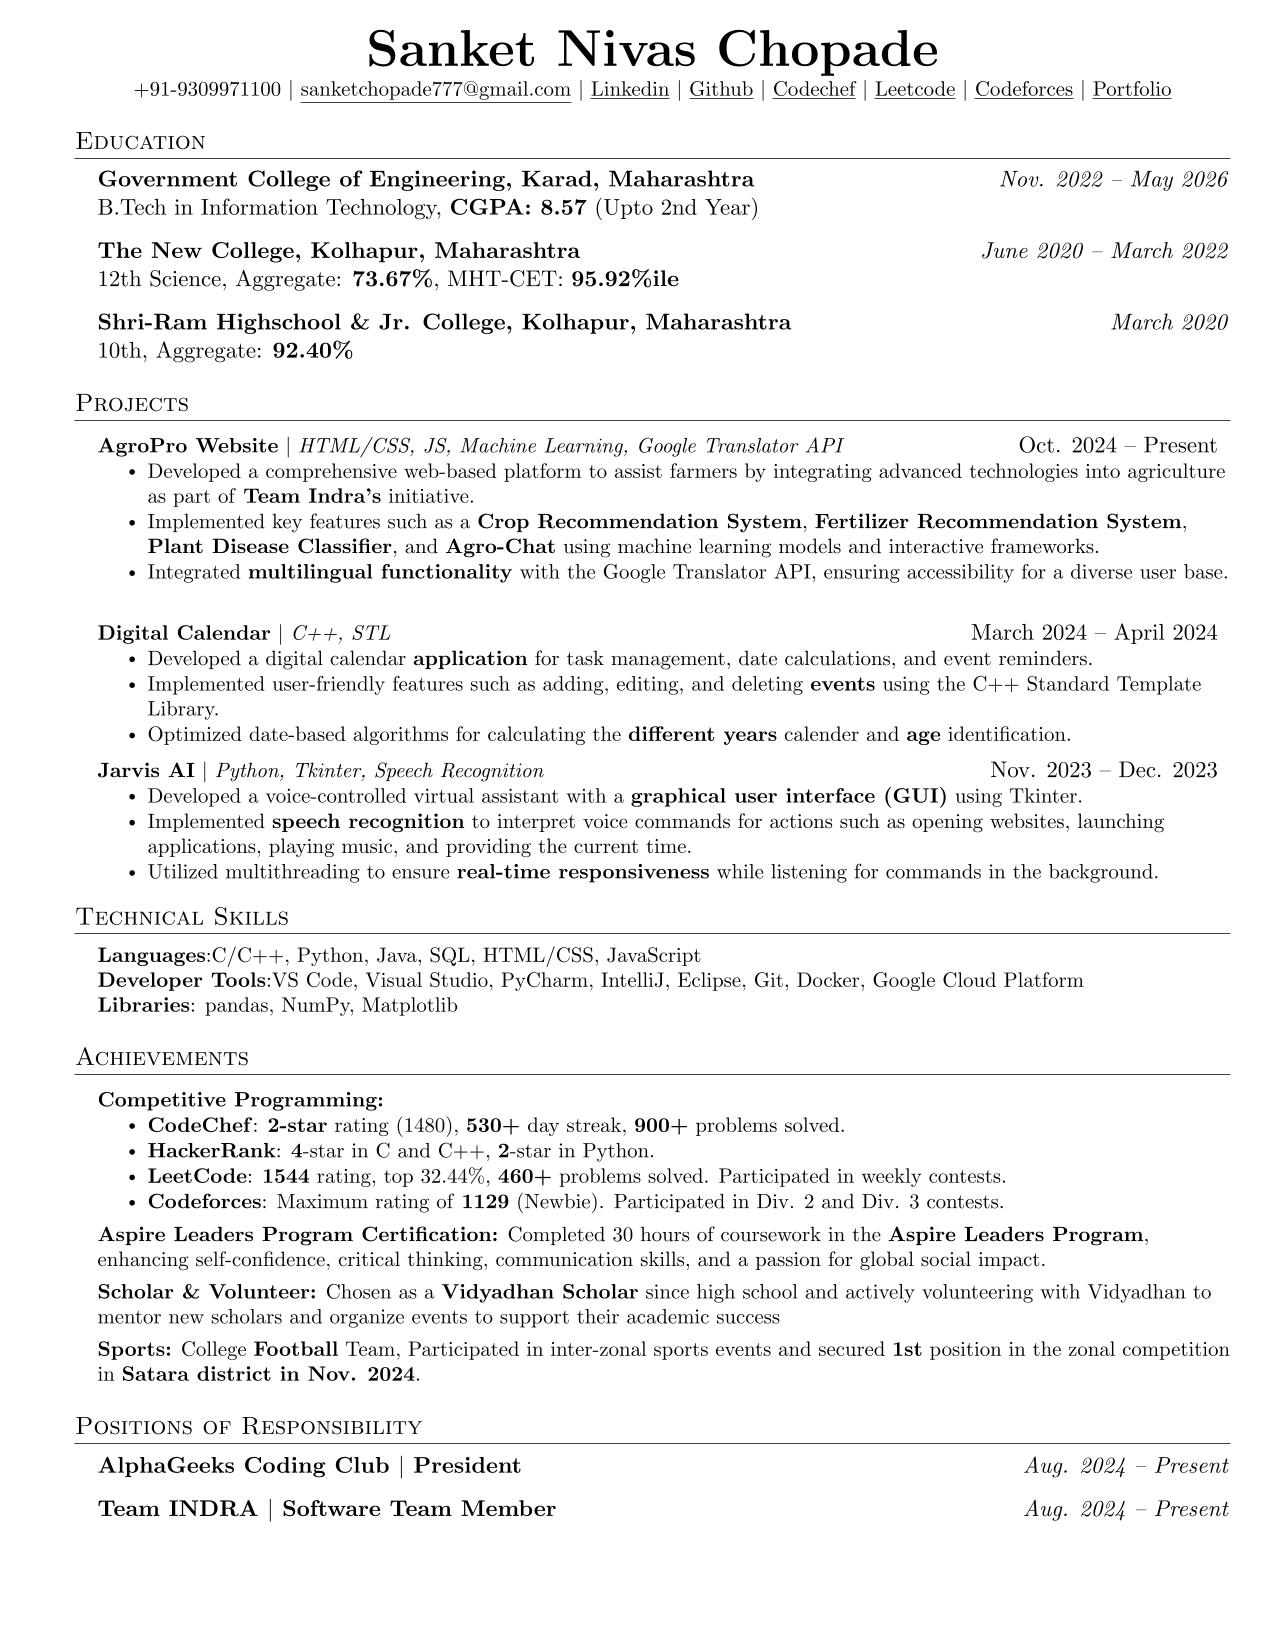 Sanket Nivas Chopade
+91-9309971100 | sanketchopade777@gmail.com | Linkedin | Github | Codechef | Leetcode | Codeforces | Portfolio
Education
Government College of Engineering, Karad, Maharashtra Nov. 2022 – May 2026
B.Tech in Information Technology, CGPA: 8.57 (Upto 2nd Year)
The New College, Kolhapur, Maharashtra June 2020 – March 2022
12th Science, Aggregate: 73.67%, MHT-CET: 95.92%ile
Shri-Ram Highschool & Jr. College, Kolhapur, Maharashtra March 2020
10th, Aggregate: 92.40%
Projects
AgroPro Website | HTML/CSS, JS, Machine Learning, Google Translator API Oct. 2024 – Present
• Developed a comprehensive web-based platform to assist farmers by integrating advanced technologies into agriculture
as part of Team Indra's initiative.
• Implemented key features such as a Crop Recommendation System, Fertilizer Recommendation System,
Plant Disease Classifier, and Agro-Chat using machine learning models and interactive frameworks.
• Integrated multilingual functionality with the Google Translator API, ensuring accessibility for a diverse user base.
Digital Calendar | C++, STL March 2024 – April 2024
• Developed a digital calendar application for task management, date calculations, and event reminders.
• Implemented user-friendly features such as adding, editing, and deleting events using the C++ Standard Template
Library.
• Optimized date-based algorithms for calculating the different years calender and age identification.
Jarvis AI | Python, Tkinter, Speech Recognition Nov. 2023 – Dec. 2023
• Developed a voice-controlled virtual assistant with a graphical user interface (GUI) using Tkinter.
• Implemented speech recognition to interpret voice commands for actions such as opening websites, launching
applications, playing music, and providing the current time.
• Utilized multithreading to ensure real-time responsiveness while listening for commands in the background.
Technical Skills
Languages:C/C++, Python, Java, SQL, HTML/CSS, JavaScript
Developer Tools:VS Code, Visual Studio, PyCharm, IntelliJ, Eclipse, Git, Docker, Google Cloud Platform
Libraries: pandas, NumPy, Matplotlib
Achievements
Competitive Programming:
• CodeChef: 2-star rating (1480), 530+ day streak, 900+ problems solved.
• HackerRank: 4-star in C and C++, 2-star in Python.
• LeetCode: 1544 rating, top 32.44%, 460+ problems solved. Participated in weekly contests.
• Codeforces: Maximum rating of 1129 (Newbie). Participated in Div. 2 and Div. 3 contests.
Aspire Leaders Program Certification: Completed 30 hours of coursework in the Aspire Leaders Program,
enhancing self-confidence, critical thinking, communication skills, and a passion for global social impact.
Scholar & Volunteer: Chosen as a Vidyadhan Scholar since high school and actively volunteering with Vidyadhan to
mentor new scholars and organize events to support their academic success
Sports: College Football Team, Participated in inter-zonal sports events and secured 1st position in the zonal competition
in Satara district in Nov. 2024.
Positions of Responsibility
AlphaGeeks Coding Club | President Aug. 2024 – Present
Team INDRA | Software Team Member Aug. 2024 – Present